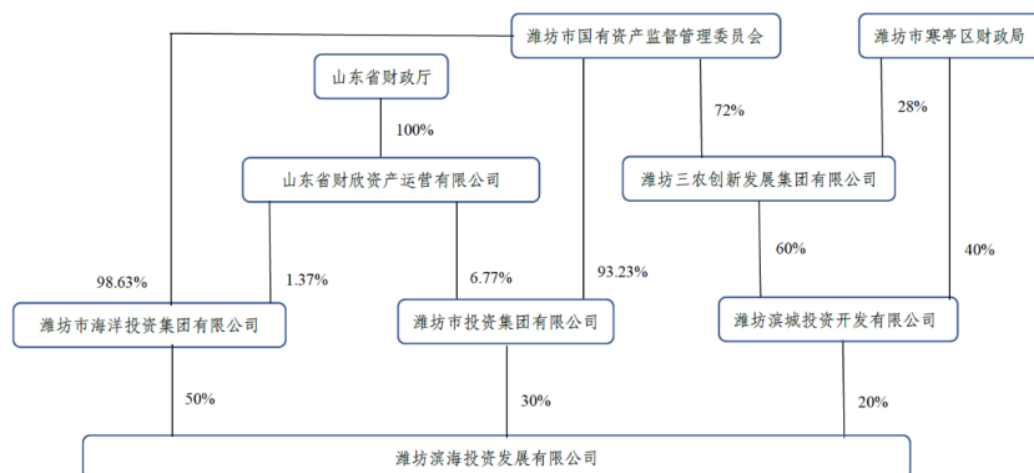 潍坊市国有资产监督管理委员会
潍坊市寒亭区财政局
山东省财政厅
72%
28%
100%
山东省财欣资产运营有限公司
潍坊三农创新发展集团有限公司
60%
40%
98.63%
1.37%
6.77%
93.23%
潍坊市海洋投资集团有限公司
潍坊市投资集团有限公司
潍坊滨城投资开发有限公司
50%
30%
20%
潍坊滨海投资发展有限公司